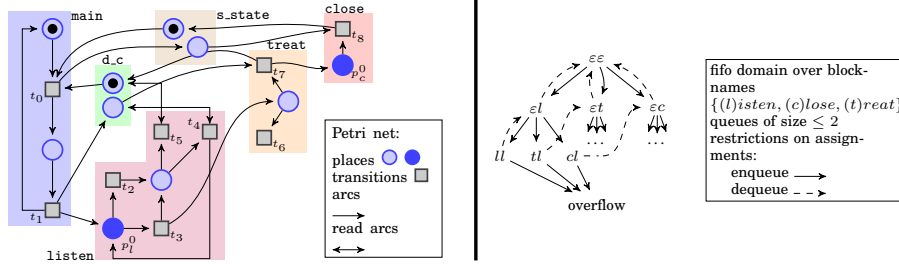 main
s_state
close
t8
treat
d_c
t7
p_c^0
t0
t4
t5
t6
t2
t1
t3
p_l^0
listen
Petri net:
places
transitions
arcs
read arcs
εε
εl
εt
εc
ll
tl
cl
...
...
overflow
fifo domain over block-
names
{(l)isten, (c)lose, (t)reat}
queues of size ≤ 2
restrictions on assign-
ments:
enqueue
dequeue